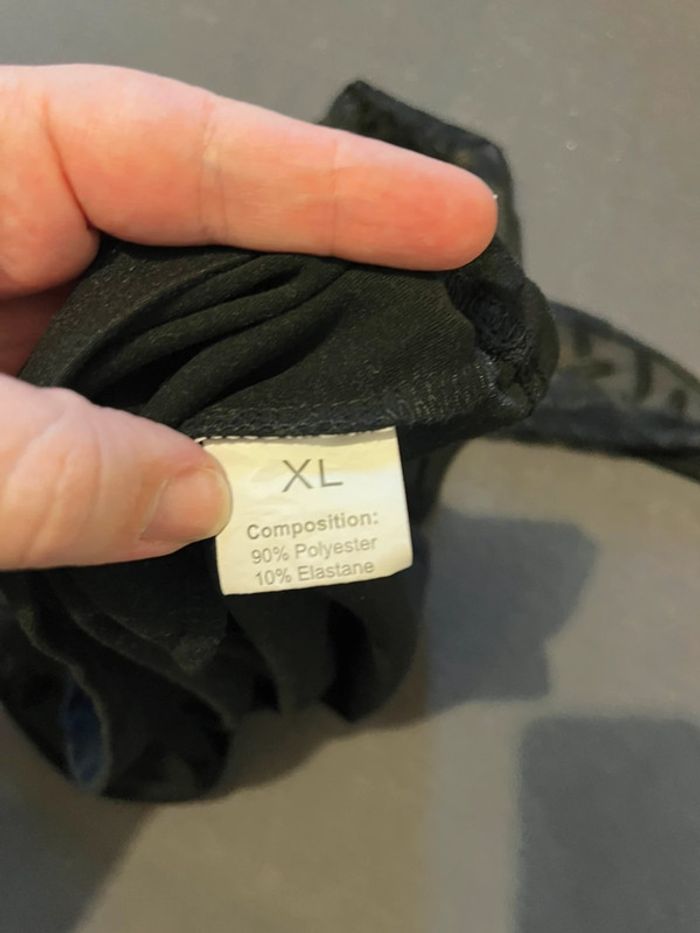 XL
Composition:
90% Polyester
10% Elastane